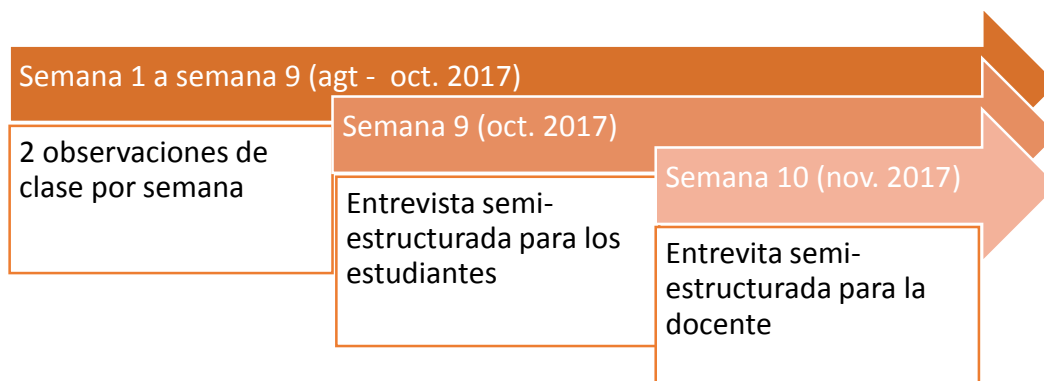 Semana 1 a semana 9 (agt - oct. 2017)
2 observaciones de
clase por semana
Semana 9 (oct. 2017)
Entrevista semi-
estructurada para los
estudiantes
Semana 10 (nov. 2017)
Entrevita semi-
estructurada para la
docente